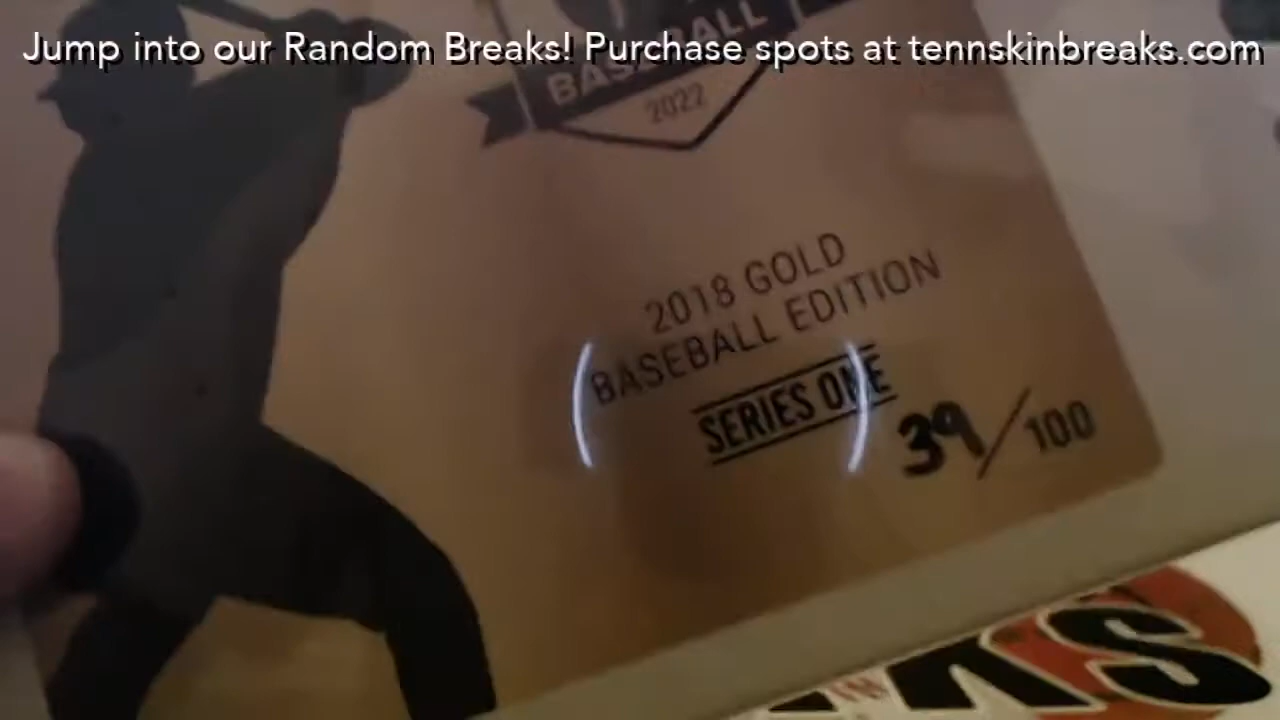 Jump into our Random Breaks! Purchase spots at tennskinbreaks.com
BASEBALL
2022
2018 GOLD
BASEBALL EDITION
SERIES ONE
39/100